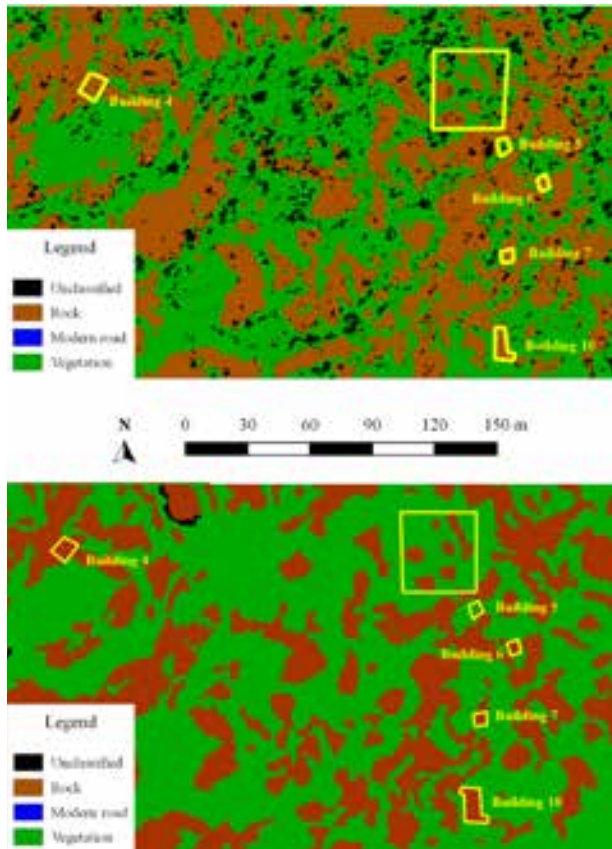 Building 4
Building 5
Building 6
Building 7
Building 10
Legend
Unclassified
Rock
Modern road
Vegetation
N 0 30 60 90 120 150 m
Building 4
Building 5
Building 6
Building 7
Building 10
Legend
Unclassified
Rock
Modern road
Vegetation